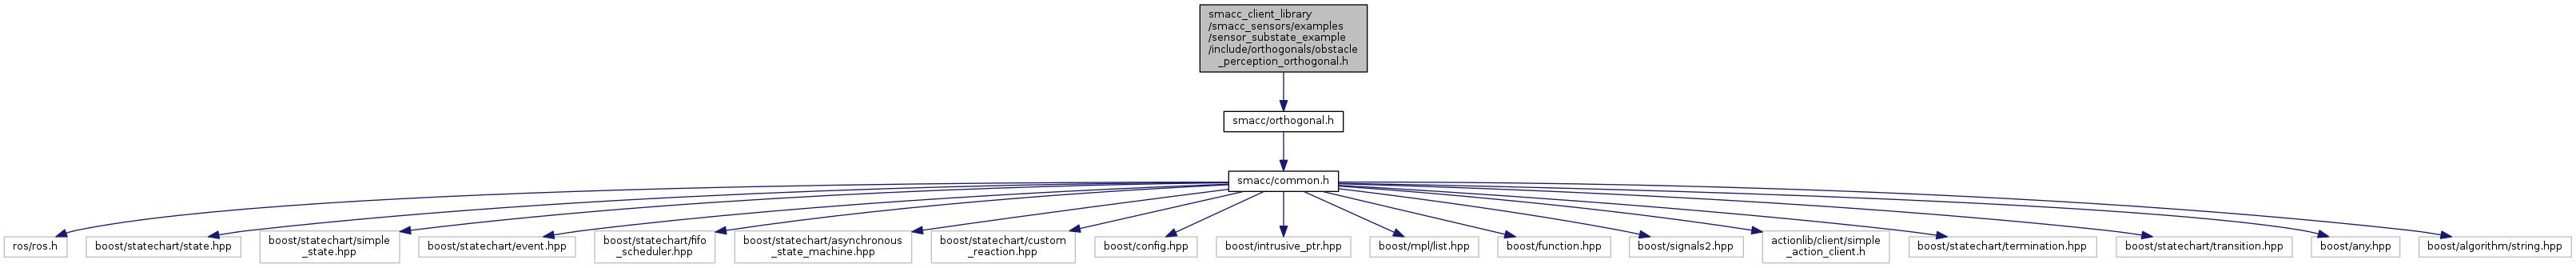 smacc_client_library
/smacc_sensors/examples
/sensor_substate_example
/include/orthogonals/obstacle
_perception_orthogonal.h
smacc/orthogonal.h
smacc/common.h
ros/ros.h
boost/statechart/state.hpp
boost/statechart/simple
_state.hpp
boost/statechart/event.hpp
boost/statechart/fifo
_scheduler.hpp
boost/statechart/asynchronous
_state_machine.hpp
boost/statechart/custom
_reaction.hpp
boost/config.hpp
boost/intrusive_ptr.hpp
boost/mpl/list.hpp
boost/function.hpp
boost/signals2.hpp
actionlib/client/simple
_action_client.h
boost/statechart/termination.hpp
boost/statechart/transition.hpp
boost/any.hpp
boost/algorithm/string.hpp